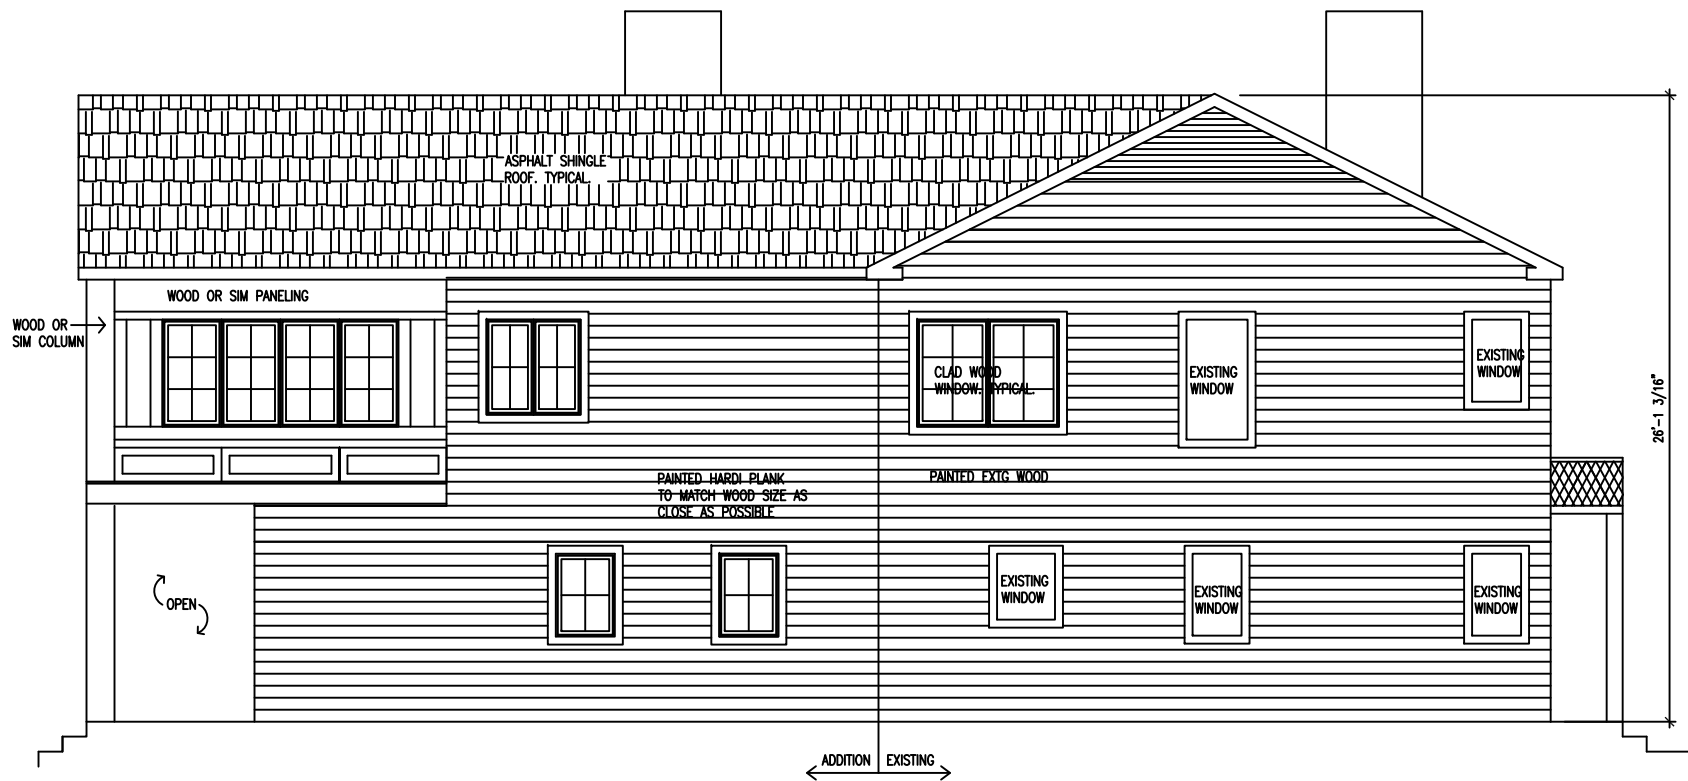 ASPHALT SHINGLE
ROOF. TYPICAL.
WOOD OR SIM PANELING
WOOD OR
SIM COLUMN
CLAD WOOD
WINDOW. TYPICAL.
EXISTING
WINDOW
EXISTING
WINDOW
26'-1 3/16"
PAINTED HARDI PLANK
TO MATCH WOOD SIZE AS
CLOSE AS POSSIBLE
PAINTED EXTG WOOD
OPEN
EXISTING
WINDOW
EXISTING
WINDOW
EXISTING
WINDOW
ADDITION
EXISTING